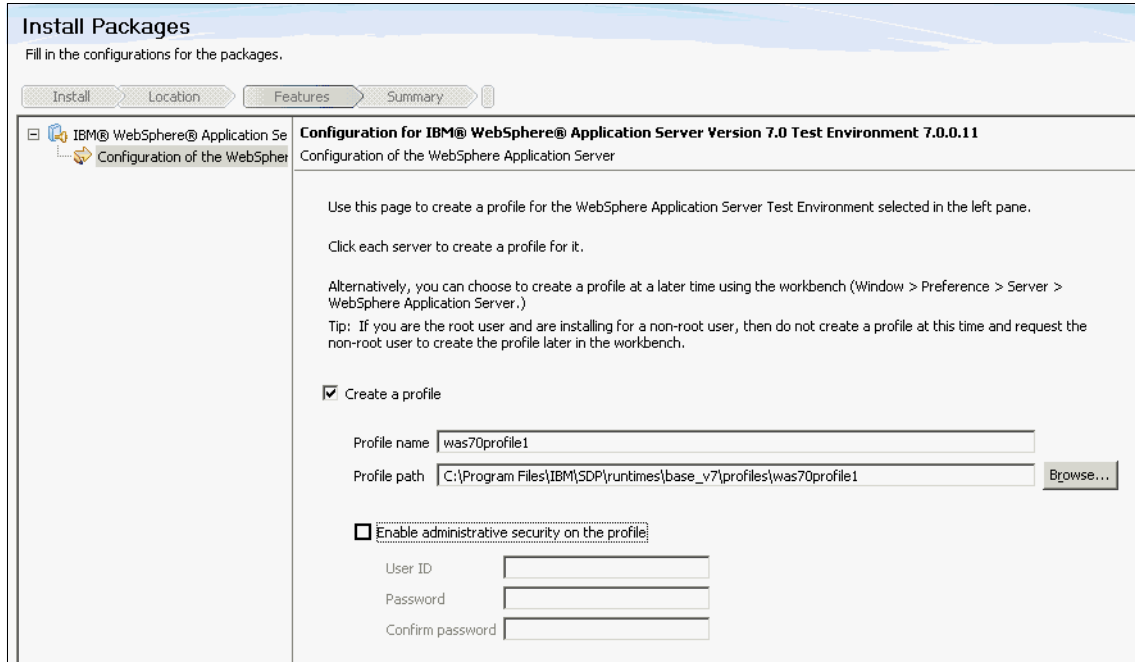 Install Packages
Fill in the configurations for the packages.
Install Location Features Summary
IBM® WebSphere® Application Se
Configuration of the WebSpher
Configuration for IBM® WebSphere® Application Server Version 7.0 Test Environment 7.0.0.11
Configuration of the WebSphere Application Server
Use this page to create a profile for the WebSphere Application Server Test Environment selected in the left pane.
Click each server to create a profile for it.
Alternatively, you can choose to create a profile at a later time using the workbench (Window > Preference > Server >
WebSphere Application Server.)
Tip: If you are the root user and are installing for a non-root user, then do not create a profile at this time and request the
non-root user to create the profile later in the workbench.
Create a profile
Profile name was70profile1
Profile path C:\Program Files\IBM\SDP\runtimes\base_v7\profiles\was70profile1 Browse...
Enable administrative security on the profile
User ID
Password
Confirm password